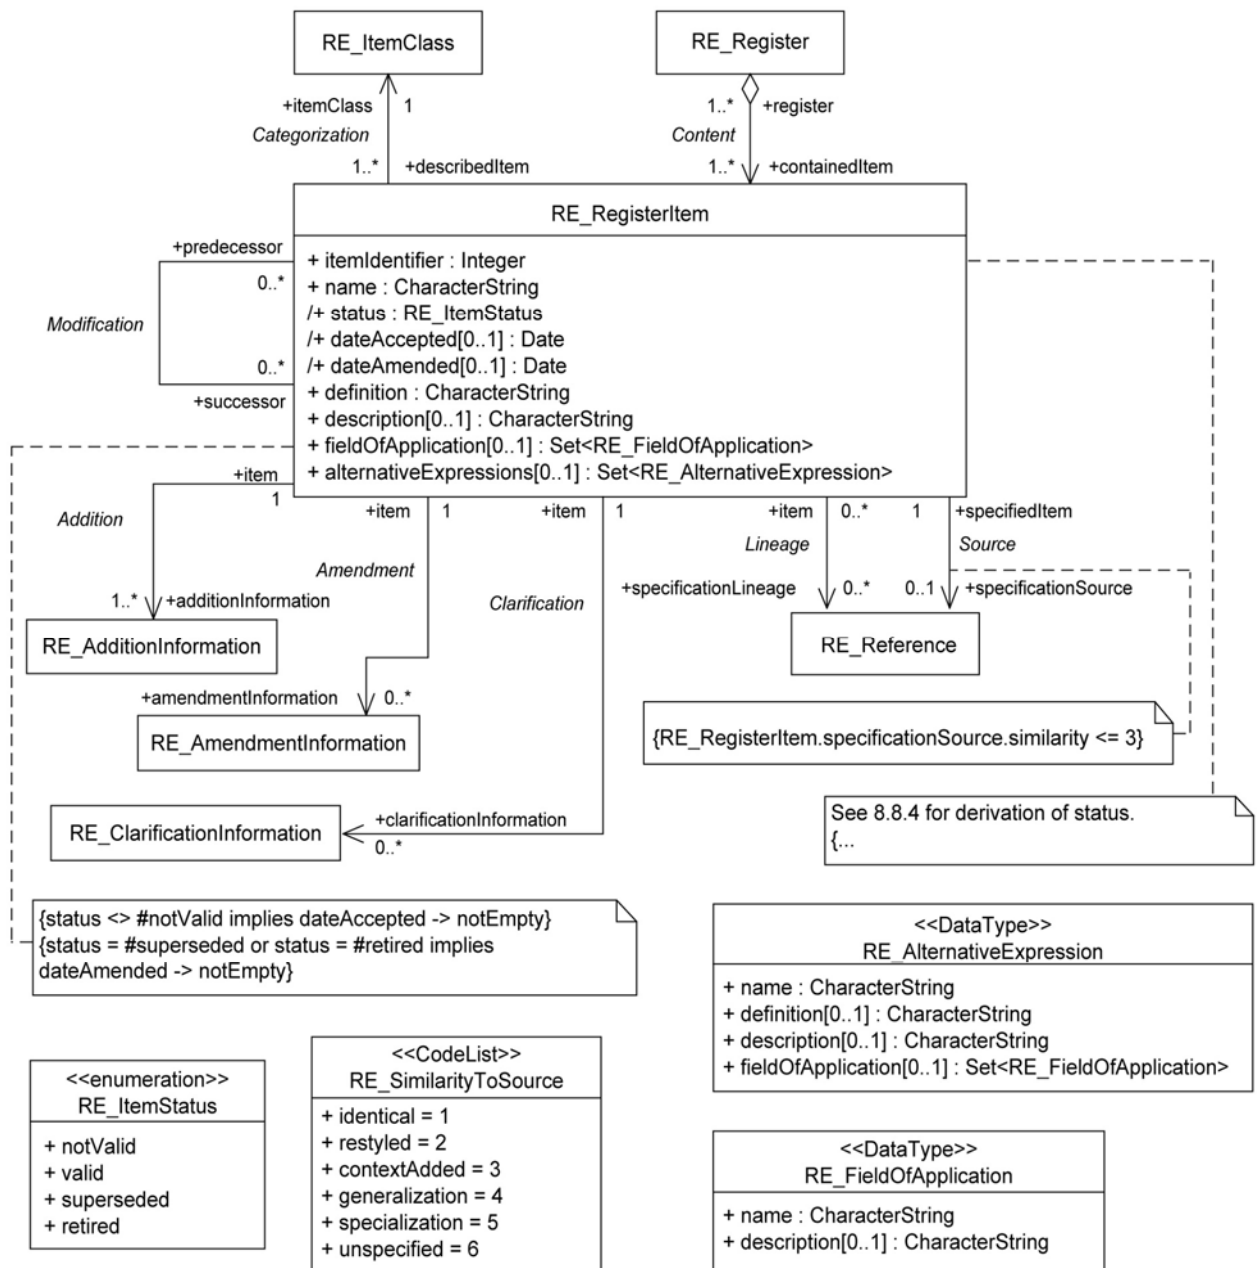 RE_ItemClass
RE_Register
+itemClass
1
Categorization
1..*
+describedItem
1..*
+register
Content
1..*
+containedItem
RE_RegisterItem
+ itemIdentifier : Integer
+ name : CharacterString
/+ status : RE_ItemStatus
/+ dateAccepted[0..1] : Date
/+ dateAmended[0..1] : Date
+ definition : CharacterString
+ description[0..1] : CharacterString
+ fieldOfApplication[0..1] : Set<RE_FieldOfApplication>
+ alternativeExpressions[0..1] : Set<RE_AlternativeExpression>
+predecessor
0..*
Modification
0..*
+successor
+item
1
Addition
1..*
+additionInformation
RE_AdditionInformation
+item
1
Amendment
+amendmentInformation
0..*
RE_AmendmentInformation
+item
1
Clarification
+clarificationInformation
0..*
RE_ClarificationInformation
+item
0..*
Lineage
+specificationLineage
0..*
1
+specifiedItem
Source
0..1
+specificationSource
RE_Reference
{RE_RegisterItem.specificationSource.similarity <= 3}
See 8.8.4 for derivation of status.
{...
{status <> #notValid implies dateAccepted -> notEmpty}
{status = #superseded or status = #retired implies
dateAmended -> notEmpty}
<<DataType>>
RE_AlternativeExpression
+ name : CharacterString
+ definition[0..1] : CharacterString
+ description[0..1] : CharacterString
+ fieldOfApplication[0..1] : Set<RE_FieldOfApplication>
<<enumeration>>
RE_ItemStatus
+ notValid
+ valid
+ superseded
+ retired
<<CodeList>>
RE_SimilarityToSource
+ identical = 1
+ restyled = 2
+ contextAdded = 3
+ generalization = 4
+ specialization = 5
+ unspecified = 6
<<DataType>>
RE_FieldOfApplication
+ name : CharacterString
+ description[0..1] : CharacterString